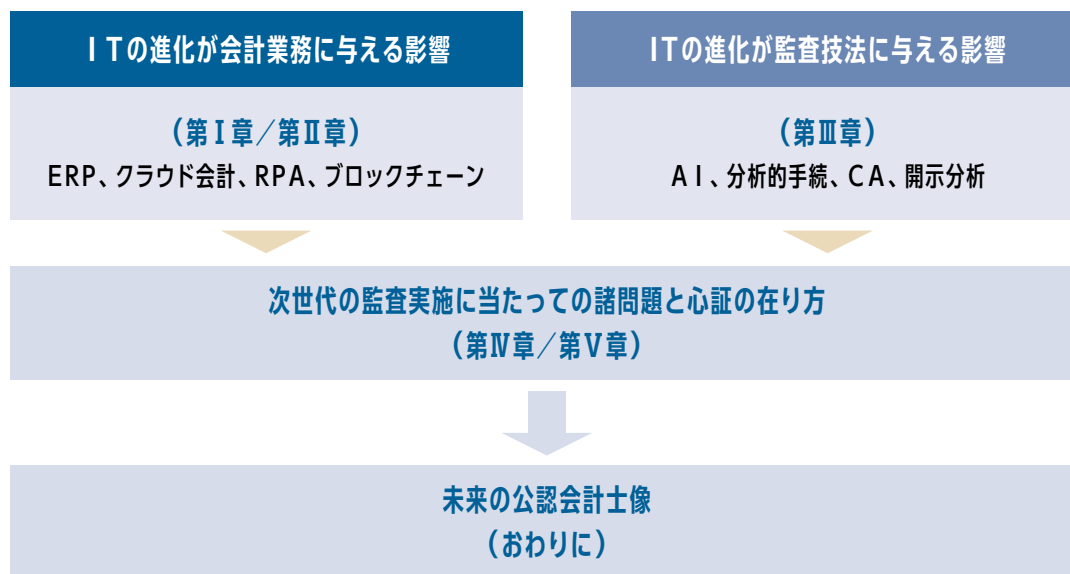 ＩＴの進化が会計業務に与える影響
（第Ⅰ章／第Ⅱ章）
ERP、クラウド会計、RPA、ブロックチェーン
ITの進化が監査技法に与える影響
（第Ⅲ章）
ＡＩ、分析的手続、ＣＡ、開示分析
次世代の監査実施に当たっての諸問題と心証の在り方
（第Ⅳ章／第Ⅴ章）
未来の公認会計士像
（おわりに）